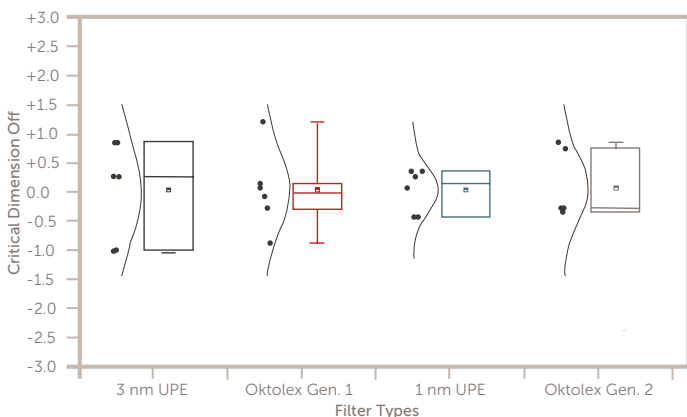 Critical Dimension Off
+3.0
+2.5
+2.0
+1.5
+1.0
+0.5
0.0
-0.5
-1.0
-1.5
-2.0
-2.5
-3.0
3 nm UPE
Oktolex Gen. 1
1 nm UPE
Oktolex Gen. 2
Filter Types